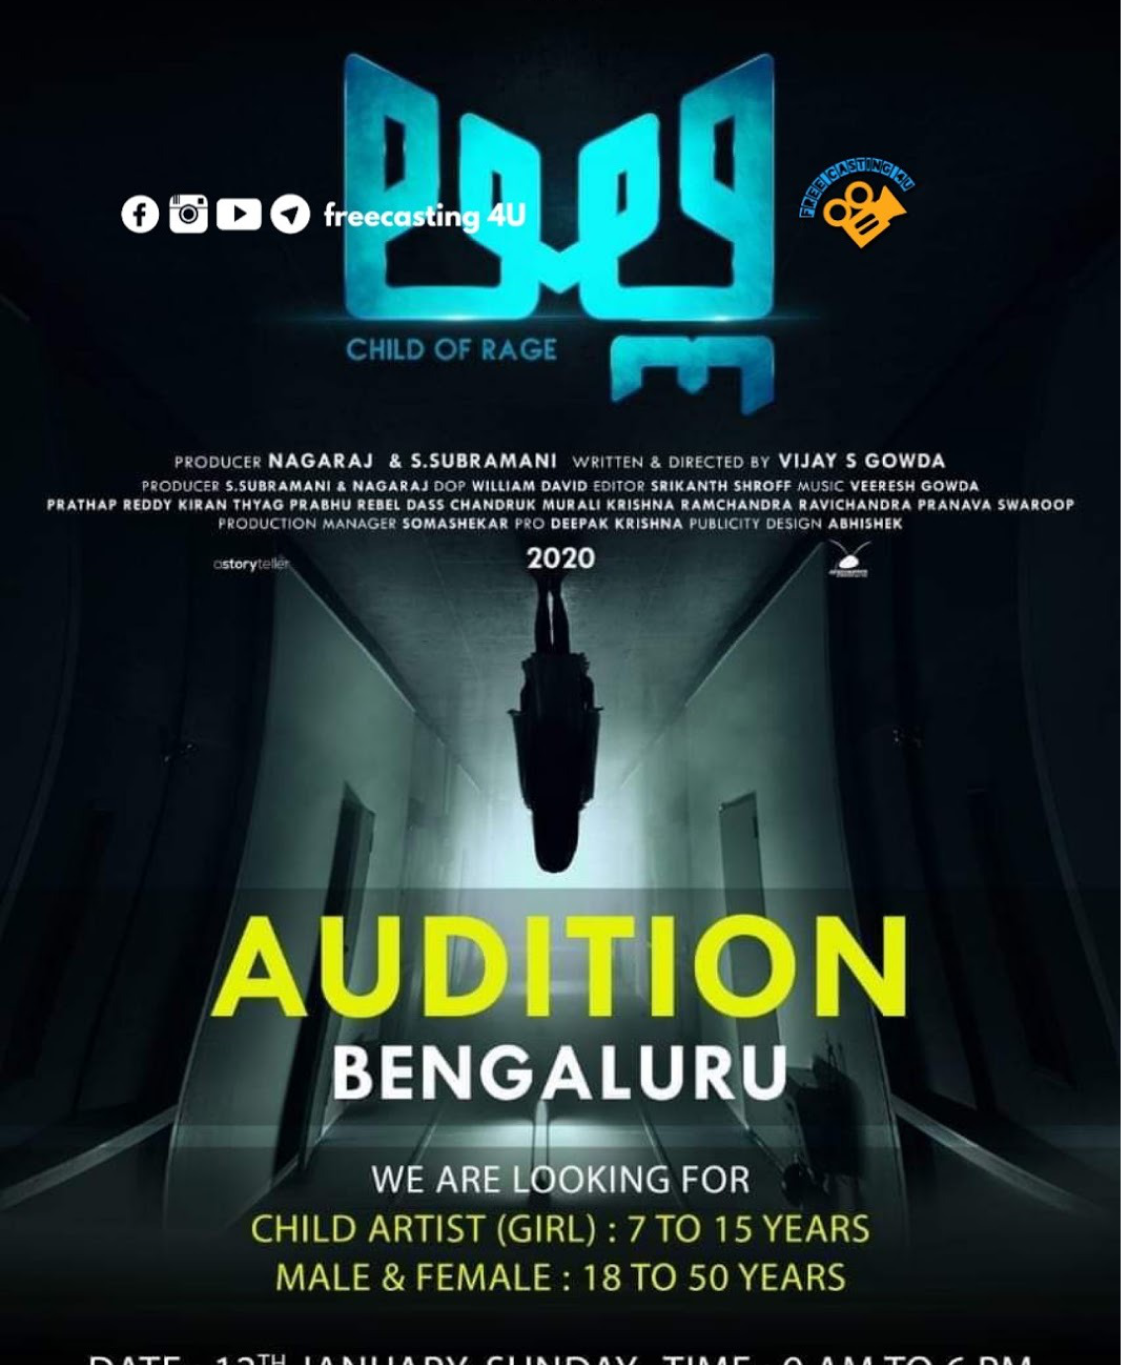 FREE CASTING 4U
freecasting 4U
CHILD OF RAGE
PRODUCER NAGARAJ & S.SUBRAMANI WRITTEN & DIRECTED BY VIJAY S GOWDA
PRODUCER S.SUBRAMANI & NAGARAJ DOP WILLIAM DAVID EDITOR SRIKANTH SHROFF MUSIC VEERESH GOWDA
PRATHAP REDDY KIRAN THYAG PRABHU REBEL DASS CHANDRUK MURALI KRISHNA RAMCHANDRA RAVICHANDRA PRANAVA SWAROOP
PRODUCTION MANAGER SOMASHEKAR PRO DEEPAK KRISHNA PUBLICITY DESIGN ABHISHEK
astoryteller
2020
AUDITION
BENGALURU
WE ARE LOOKING FOR
CHILD ARTIST (GIRL) : 7 TO 15 YEARS
MALE & FEMALE : 18 TO 50 YEARS
DATE : 12TH JANUARY, SUNDAY, TIME : 9 AM TO 6 PM